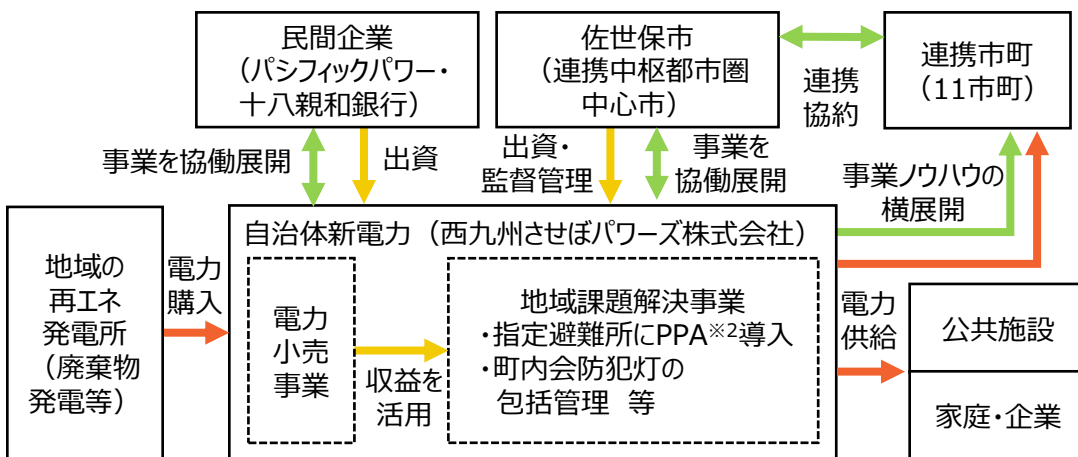 民間企業
（パシフィックパワー・
十八親和銀行）
佐世保市
（連携中枢都市圏
中心市）
連携
協約
連携市町
（11市町）
事業を協働展開
出資
出資・
監督管理
事業を
協働展開
事業ノウハウの
横展開
地域の
再エネ
発電所
（廃棄物
発電等）
電力
購入
自治体新電力（西九州させぼパワーズ株式会社）
電力
小売
事業
収益を
活用
地域課題解決事業
・指定避難所にPPA※2導入
・町内会防犯灯の
包括管理 等
電力
供給
公共施設
家庭・企業